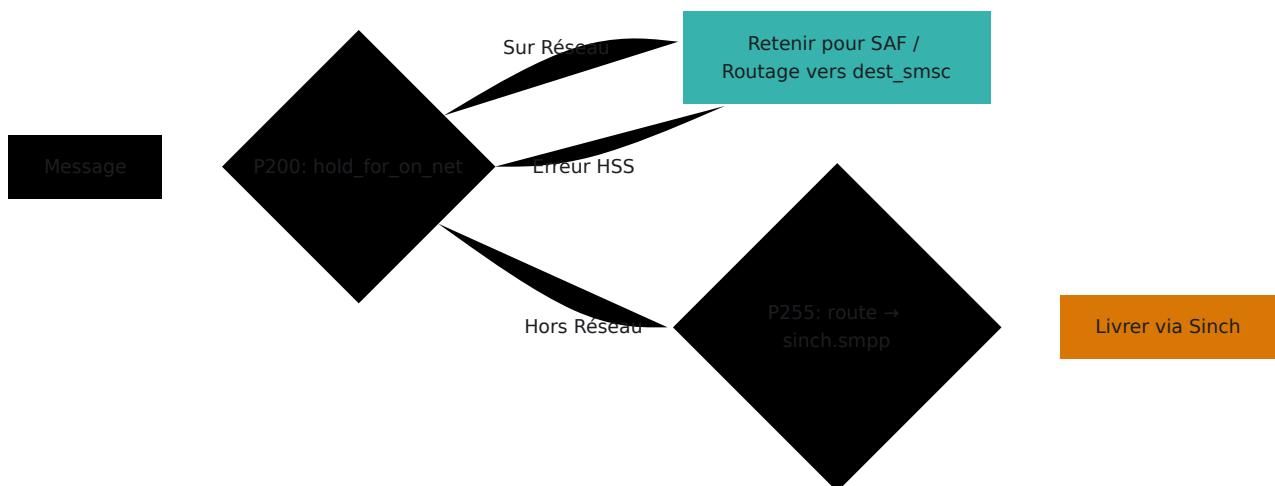 Message
P200: hold_for_on_net
Sur Réseau
Erreur HSS
Hors Réseau
Retenir pour SAF /
Routage vers dest_smsc
P255: route →
sinch.smpp
Livrer via Sinch